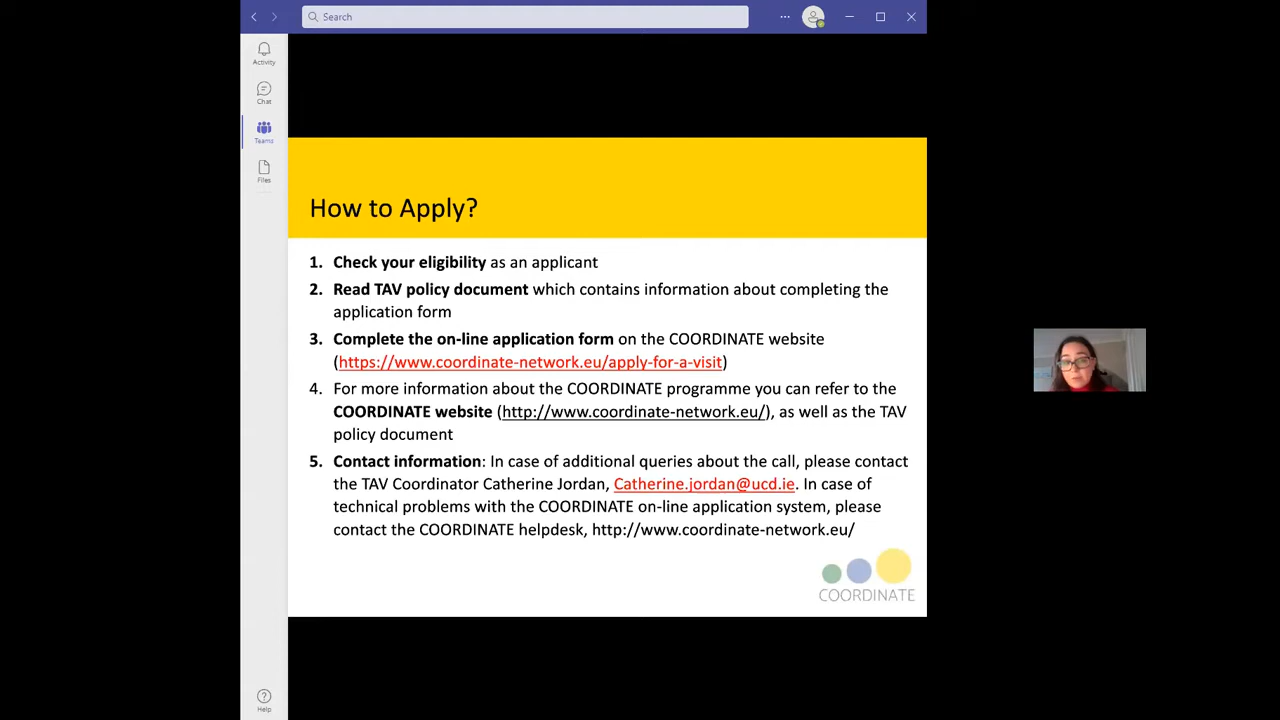 Search
Activity
Chat
Teams
Files
How to Apply?
1. Check your eligibility as an applicant
2. Read TAV policy document which contains information about completing the
application form
3. Complete the on-line application form on the COORDINATE website
(https://www.coordinate-network.eu/apply-for-a-visit)
4. For more information about the COORDINATE programme you can refer to the
COORDINATE website (http://www.coordinate-network.eu/), as well as the TAV
policy document
5. Contact information: In case of additional queries about the call, please contact
the TAV Coordinator Catherine Jordan, Catherine.jordan@ucd.ie. In case of
technical problems with the COORDINATE on-line application system, please
contact the COORDINATE helpdesk, http://www.coordinate-network.eu/
COORDINATE
Help